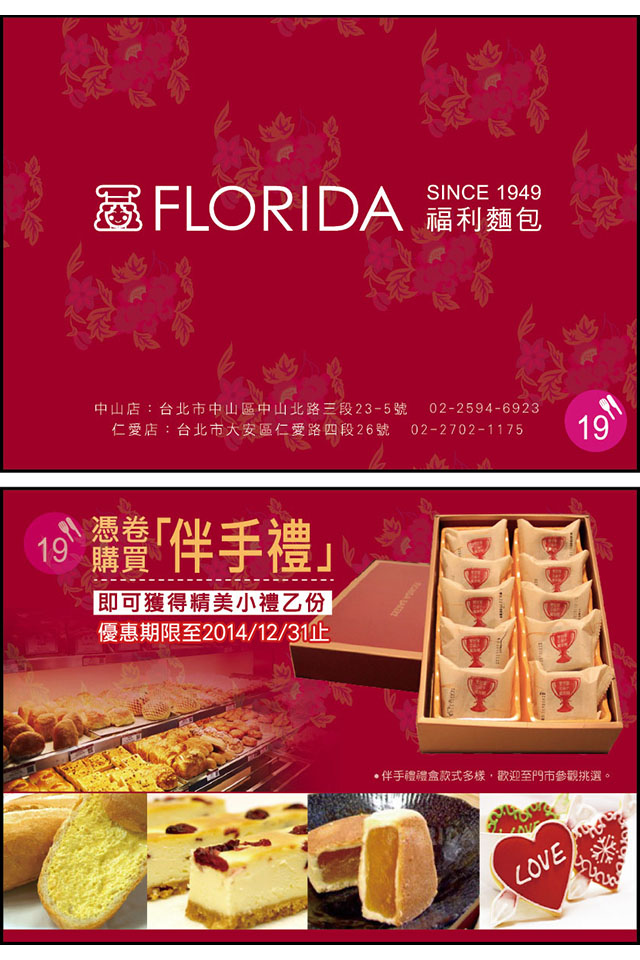 FLORIDA
SINCE 1949
福利麵包
中山店：台北市中山區中山北路三段23-5號 02-2594-6923
仁愛店：台北市大安區仁愛路四段26號 02-2702-1175
19
19
憑卷
購買
「伴手禮」
即可獲得精美小禮乙份
優惠期限至2014/12/31止
•伴手禮禮盒款式多樣，歡迎至門市參觀挑選。
LOVE